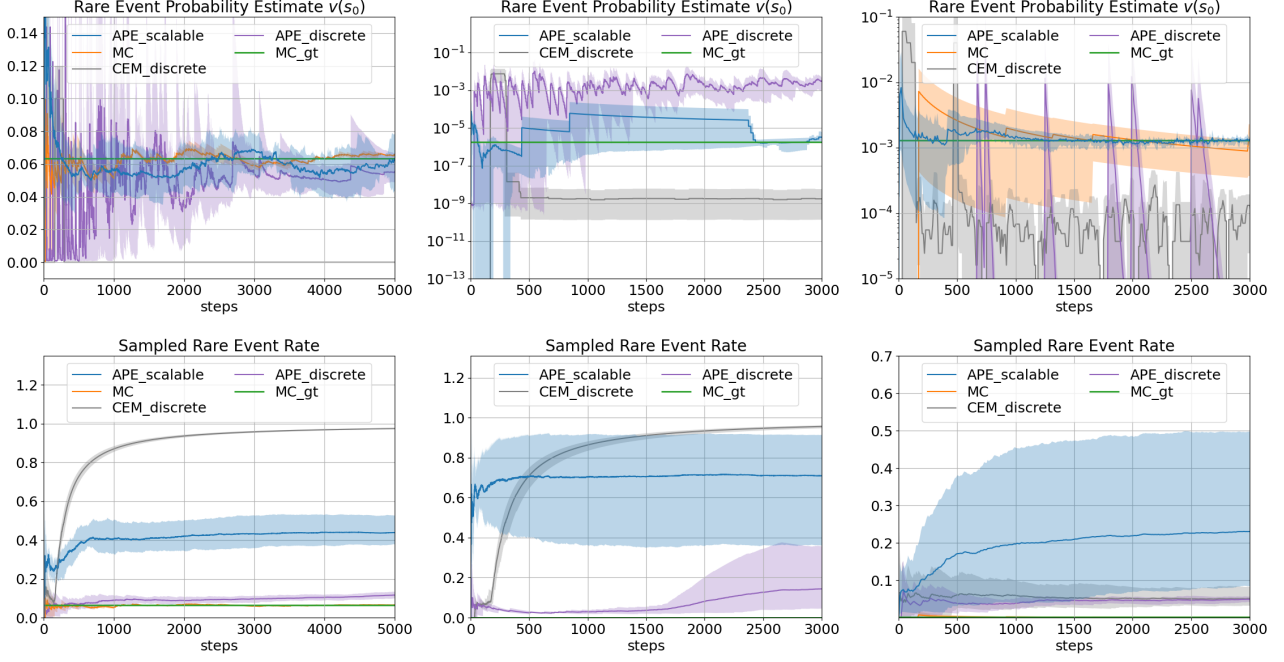 Rare Event Probability Estimate v(s₀)
APE_scalable
MC
CEM_discrete
APE_discrete
MC_gt
0.14
0.12
0.10
0.08
0.06
0.04
0.02
0.00
0 1000 2000 3000 4000 5000
steps
Rare Event Probability Estimate v(s₀)
APE_scalable
CEM_discrete
APE_discrete
MC_gt
10⁻¹
10⁻³
10⁻⁵
10⁻⁷
10⁻⁹
10⁻¹¹
10⁻¹³
0 500 1000 1500 2000 2500 3000
steps
Rare Event Probability Estimate v(s₀)
APE_scalable
MC
CEM_discrete
APE_discrete
MC_gt
10⁻¹
10⁻²
10⁻³
10⁻⁴
10⁻⁵
0 500 1000 1500 2000 2500 3000
steps
Sampled Rare Event Rate
APE_scalable
MC
CEM_discrete
APE_discrete
MC_gt
1.2
1.0
0.8
0.6
0.4
0.2
0.0
0 1000 2000 3000 4000 5000
steps
Sampled Rare Event Rate
APE_scalable
CEM_discrete
APE_discrete
MC_gt
1.2
1.0
0.8
0.6
0.4
0.2
0.0
0 500 1000 1500 2000 2500 3000
steps
Sampled Rare Event Rate
APE_scalable
MC
CEM_discrete
APE_discrete
MC_gt
0.7
0.6
0.5
0.4
0.3
0.2
0.1
0 500 1000 1500 2000 2500 3000
steps